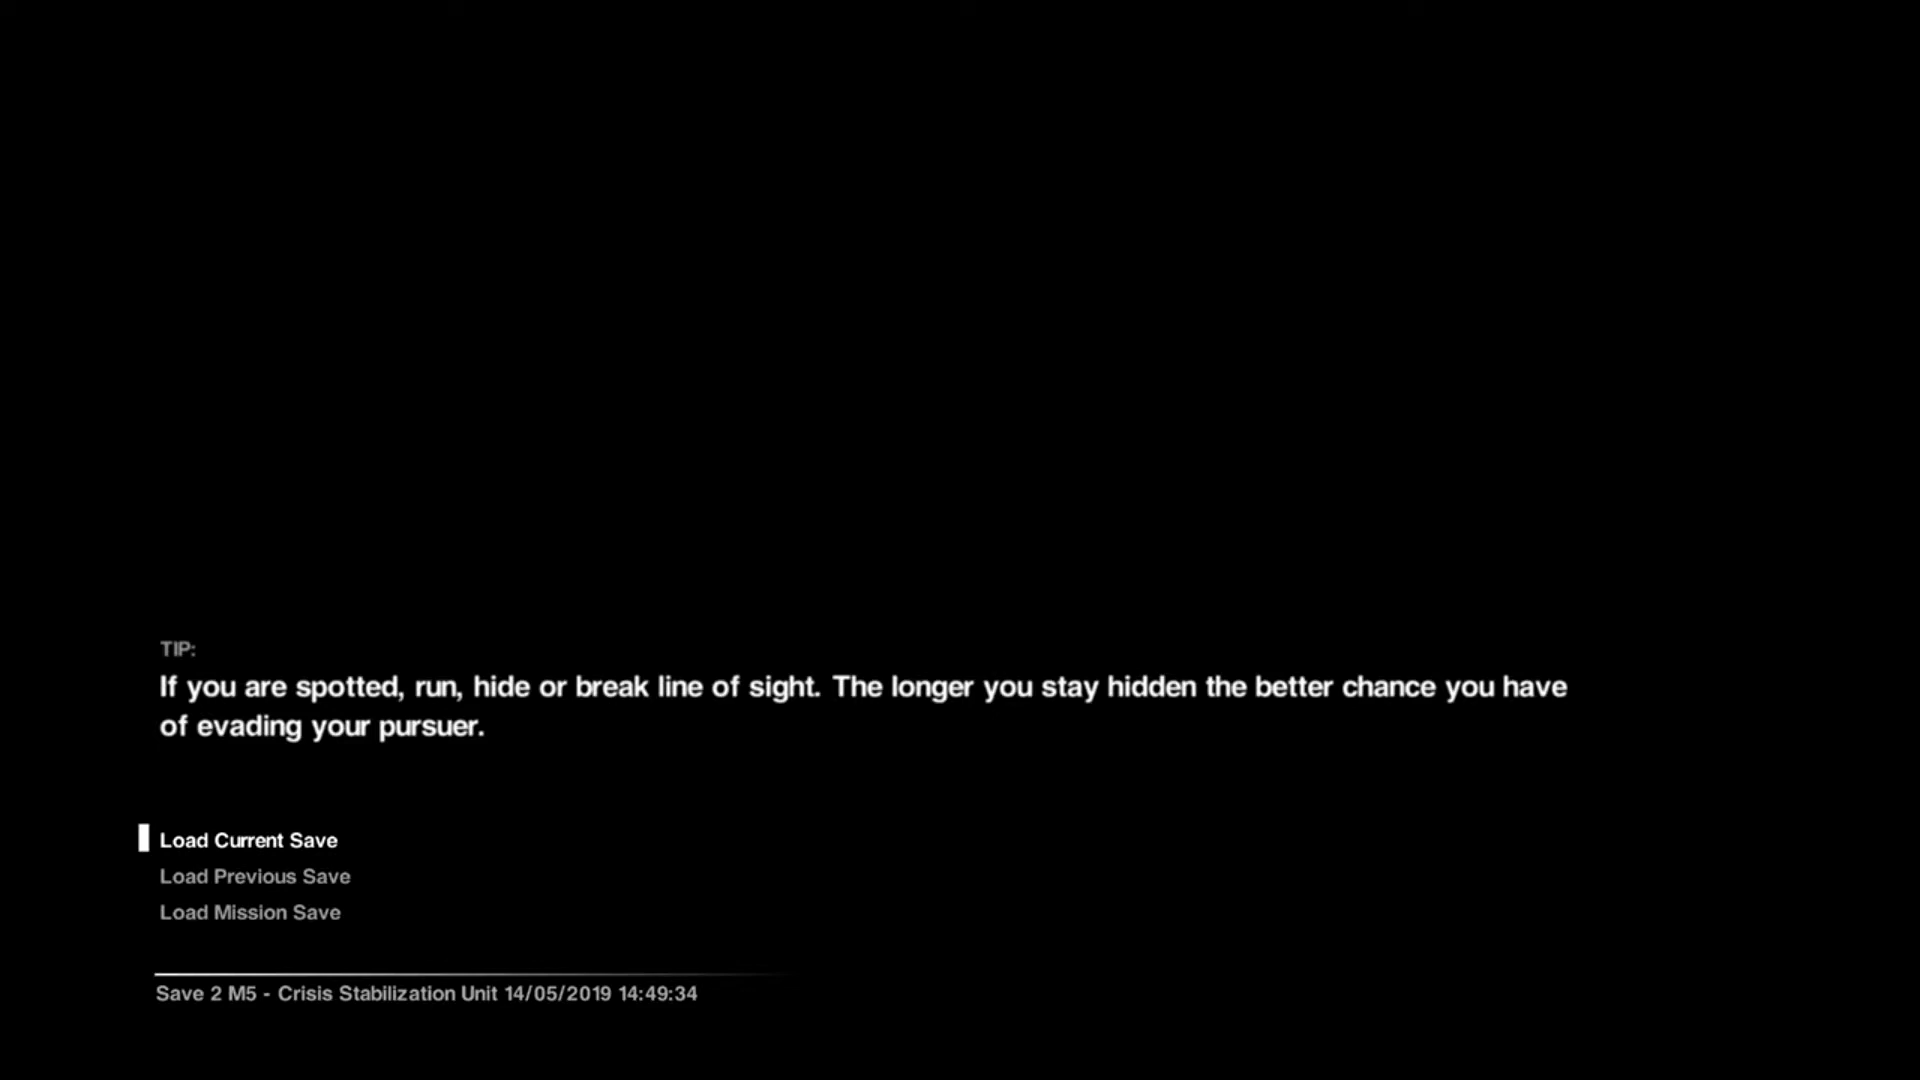 TIP:
If you are spotted, run, hide or break line of sight. The longer you stay hidden the better chance you have
of evading your pursuer.
Load Current Save
Load Previous Save
Load Mission Save
Save 2 M5 - Crisis Stabilization Unit 14/05/2019 14:49:34